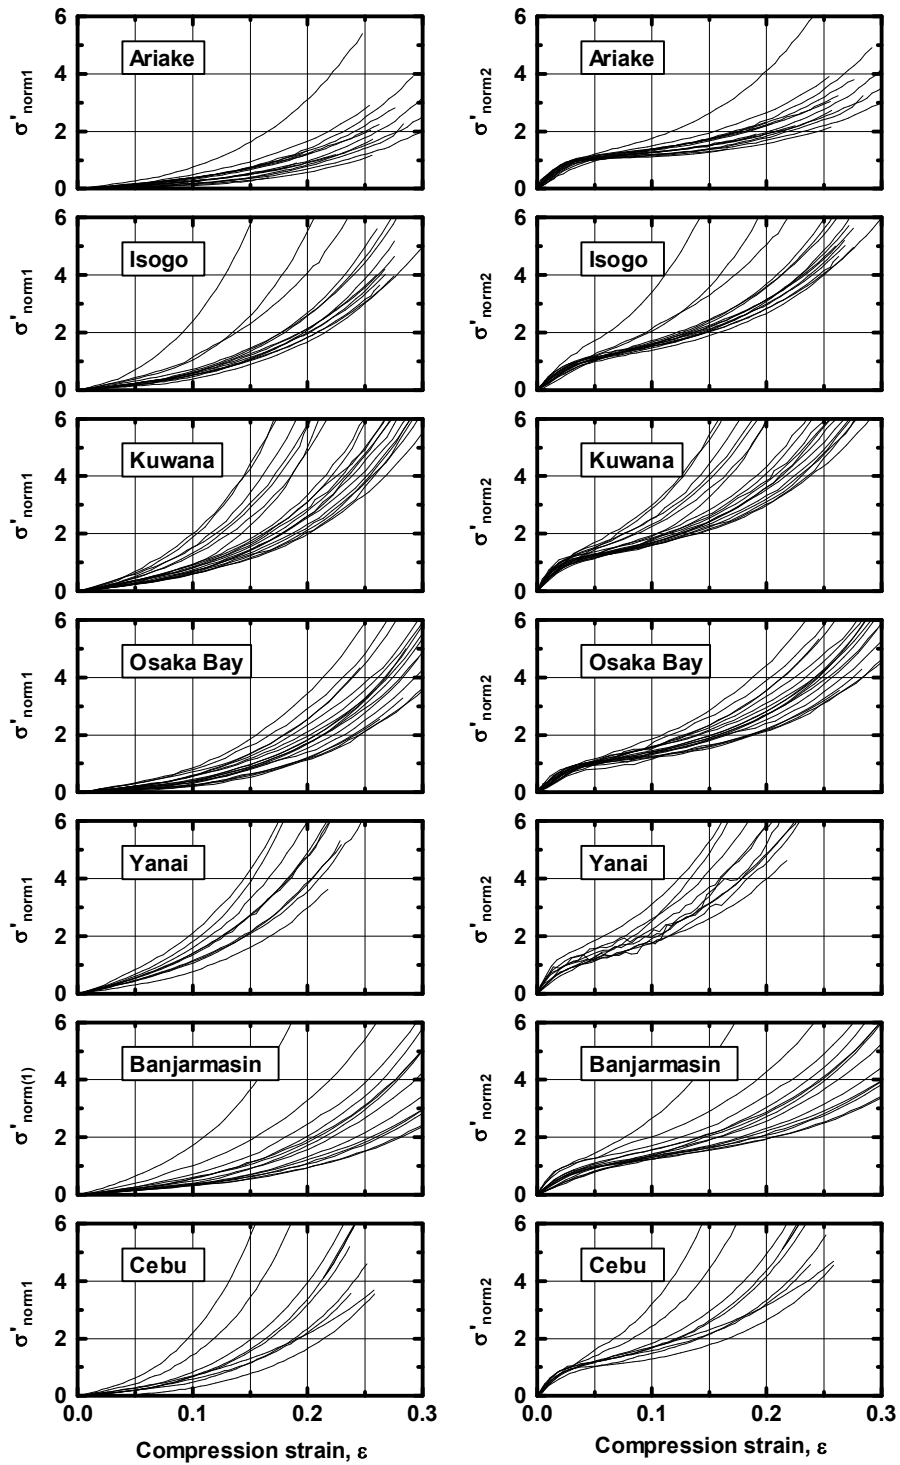 6 6
Ariake Ariake
4 4
σ'norm1 σ'norm2
2 2
0 0
6 6
Isogo Isogo
4 4
σ'norm1 σ'norm2
2 2
0 0
6 6
Kuwana Kuwana
4 4
σ'norm1 σ'norm2
2 2
0 0
6 6
Osaka Bay Osaka Bay
4 4
σ'norm1 σ'norm2
2 2
0 0
6 6
Yanai Yanai
4 4
σ'norm1 σ'norm2
2 2
0 0
6 6
Banjarmasin Banjarmasin
4 4
σ'norm(1) σ'norm2
2 2
0 0
6 6
Cebu Cebu
4 4
σ'norm1 σ'norm2
2 2
0 0
0.0 0.1 0.2 0.3 0.0 0.1 0.2 0.3
Compression strain, ε Compression strain, ε